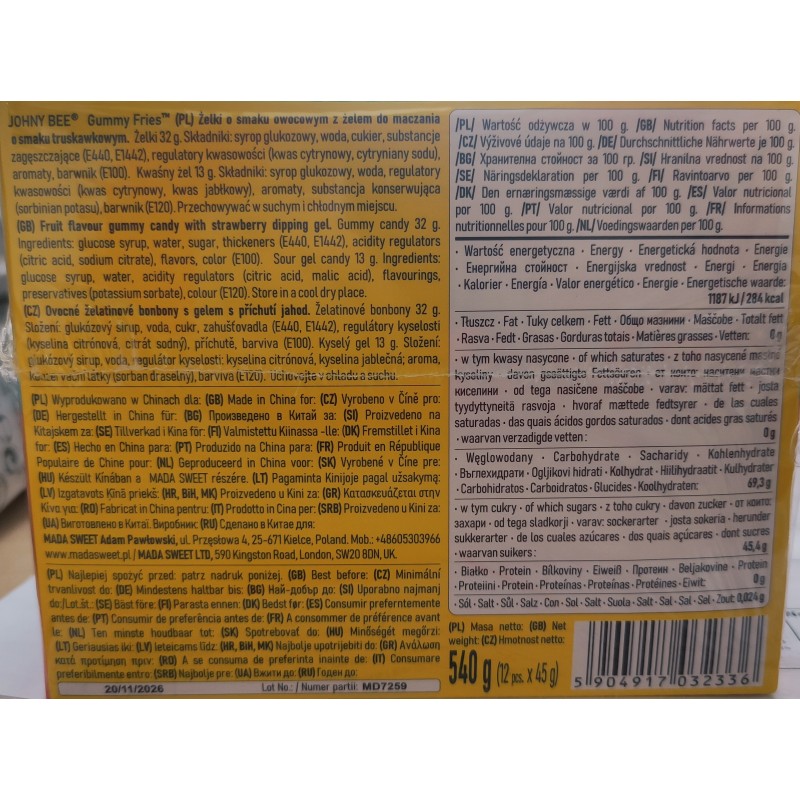 JOHNY BEE® Gummy Fries™ (PL) Żelki o smaku owocowym z żelem do maczania
o smaku truskawkowym. Żelki 32 g. Składniki: syrop glukozowy, woda, cukier, substancje
zagęszczające (E440, E1442), regulatory kwasowości (kwas cytrynowy, cytryniany sodu),
aromaty, barwnik (E100). Kwaśny żel 13 g. Składniki: syrop glukozowy, woda, regulatory
kwasowości (kwas cytrynowy, kwas jabłkowy), aromaty, substancja konserwująca
(sorbinian potasu), barwnik (E120). Przechowywać w suchym i chłodnym miejscu.
(GB) Fruit flavour gummy candy with strawberry dipping gel. Gummy candy 32 g.
Ingredients: glucose syrup, water, sugar, thickeners (E440, E1442), acidity regulators
(citric acid, sodium citrate), flavors, color (E100). Sour gel candy 13 g. Ingredients:
glucose syrup, water, acidity regulators (citric acid, malic acid), flavourings,
preservatives (potassium sorbate), colour (E120). Store in a cool dry place.
(CZ) Ovocné želatinové bonbony s gelem s příchutí jahod. Želatinové bonbony 32 g.
Složení: glukózový sirup, voda, cukr, zahušťovadla (E440, E1442), regulátory kyselosti
(kyselina citrónová, citrát sodný), příchutě, barviva (E100). Kyselý gel 13 g. Složení:
glukózový sirup, voda, regulátor kyselosti: kyselina citrónová, kyselina jablečná; aroma,
konzervační látky (sorban draselný), barviva (E120). Uchovejte v chladu a suchu.
(PL) Wyprodukowano w Chinach dla: (GB) Made in China for: (CZ) Vyrobeno v Číně pro:
(DE) Hergestellt in China für: (BG) Произведено в Китай за: (SI) Proizvedeno na
Kitajskem za: (SE) Tillverkad i Kina för: (FI) Valmistettu Kiinassa -lle: (DK) Fremstillet i Kina
for: (ES) Hecho en China para: (PT) Produzido na China para: (FR) Produit en République
Populaire de Chine pour: (NL) Geproduceerd in China voor: (SK) Vyrobené v Číne pre:
(HU) Készült Kínában a MADA SWEET részére. (LT) Pagaminta Kinijoje pagal užsakymą:
(LV) Izgatavots Ķīnā priekš: (HR, BiH, MK) Proizvedeno u Kini za: (GR) Κατασκευάζεται στην
Κίνα για: (RO) Fabricat in China pentru: (IT) Prodotto in Cina per: (SRB) Proizvedeno u Kini za:
(UA) Виготовлено в Китаї. Виробник: (RU) Сделано в Китае для:
MADA SWEET Adam Pawłowski, ul. Przęsłowa 4, 25-671 Kielce, Poland. Mob.: +48605303966
www.madasweet.pl / MADA SWEET LTD, 590 Kingston Road, London, SW20 8DN, UK.
(PL) Najlepiej spożyć przed: patrz nadruk poniżej. (GB) Best before: (CZ) Minimální
trvanlivost do: (DE) Mindestens haltbar bis: (BG) Най-добър до: (SI) Uporabno najmanj
do:/Lot.št.: (SE) Bäst före: (FI) Parasta ennen: (DK) Bedst før: (ES) Consumir preferntemente
antes de: (PT) Consumo de preferência antes de: (FR) A consommer de préférence avant
le: (NL) Ten minste houdbaar tot: (SK) Spotrebovať do: (HU) Minőségét megőrzi:
(LT) Geriausias iki: (LV) Ieteicams līdz: (HR, BiH, MK) Najbolje upotrijebiti do: (GR) Ανάλωση
κατά προτίμηση πριν: (RO) A se consuma de preferinta inainte de: (IT) Consumare
preferibilmente entro: (SRB) Najbolje pre: (UA) Вжити до: (RU) Годен до:
20/11/2026 Lot No.: / Numer partii: MD7259
/PL/ Wartość odżywcza w 100 g. /GB/ Nutrition facts per 100 g.
/CZ/ Výživové údaje na 100 g. /DE/ Durchschnittliche Nährwerte je 100 g.
/BG/ Хранителна стойност за 100 гр. /SI/ Hranilna vrednost na 100 g.
/SE/ Näringsdeklaration per 100 g. /FI/ Ravintoarvo per 100 g.
/DK/ Den ernæringsmæssige værdi af 100 g. /ES/ Valor nutricional
por 100 g. /PT/ Valor nutricional por 100 g. /FR/ Informations
nutritionnelles pour 100 g. /NL/ Voedingswaarden per 100 g.
· Wartość energetyczna · Energy · Energetická hodnota · Energie
· Енергийна стойност · Energijska vrednost · Energi · Energia
· Kalorier · Energía · Valor energético · Energie · Energetische waarde:
1187 kJ / 284 kcal
· Tłuszcz · Fat · Tuky celkem · Fett · Общо мазнини · Maščobe · Totalt fett
· Rasva · Fedt · Grasas · Gorduras totais · Matières grasses · Vetten: 0 g
· w tym kwasy nasycone · of which saturates · z toho nasycené mastné
kyseliny · davon gesättigte Fettsäuren · от които наситени мастни
киселини · od tega nasičene maščobe · varav: mättat fett · josta
tyydyttyneitä rasvoja · hvoraf mættede fedtsyrer · de las cuales
saturadas · das quais ácidos gordos saturados · dont acides gras saturés
· waarvan verzadigde vetten: 0 g
· Węglowodany · Carbohydrate · Sacharidy · Kohlenhydrate
· Въглехидрати · Ogljikovi hidrati · Kolhydrat · Hiilihydraatit · Kulhydrater
· Carbohidratos · Carboidratos · Glucides · Koolhydraten: 69,3 g
· w tym cukry · of which sugars · z toho cukry · davon zucker · от които:
захари · od tega sladkorji · varav: sockerarter · josta sokeria · herunder
sukkerarter · de los cuales azúcares · dos quais açúcares · dont sucres
· waarvan suikers: 45,4 g
· Białko · Protein · Bílkoviny · Eiweiß · Протеин · Beljakovine · Protein
· Proteiini · Protein · Proteínas · Proteínas · Protéines · Eiwit: 0 g
· Sól · Salt · Sůl · Salz · Сол · Sol · Salt · Suola · Salt · Sal · Sal · Sel · Zout: 0,024 g
(PL) Masa netto: (GB) Net
weight: (CZ) Hmotnost netto:
540 g (12 pcs. x 45 g)
5 904917 032336